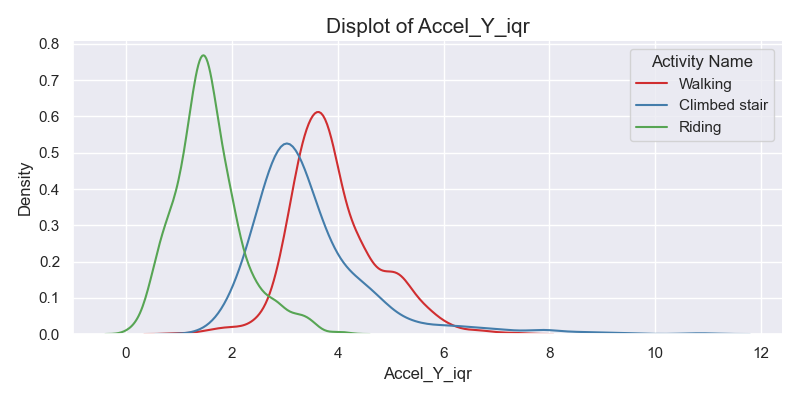 Displot of Accel_Y_iqr
Activity Name
Walking
Climbed stair
Riding
Density
0.8
0.7
0.6
0.5
0.4
0.3
0.2
0.1
0.0
0 2 4 6 8 10 12
Accel_Y_iqr